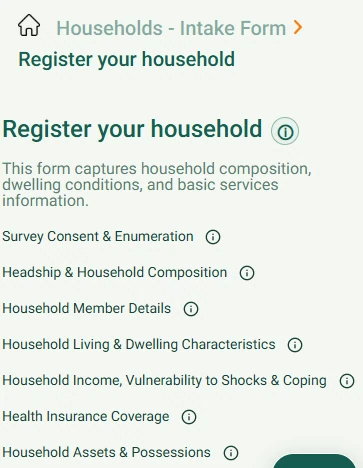 Households - Intake Form
Register your household
Register your household
This form captures household composition,
dwelling conditions, and basic services
information.
Survey Consent & Enumeration
Headship & Household Composition
Household Member Details
Household Living & Dwelling Characteristics
Household Income, Vulnerability to Shocks & Coping
Health Insurance Coverage
Household Assets & Possessions